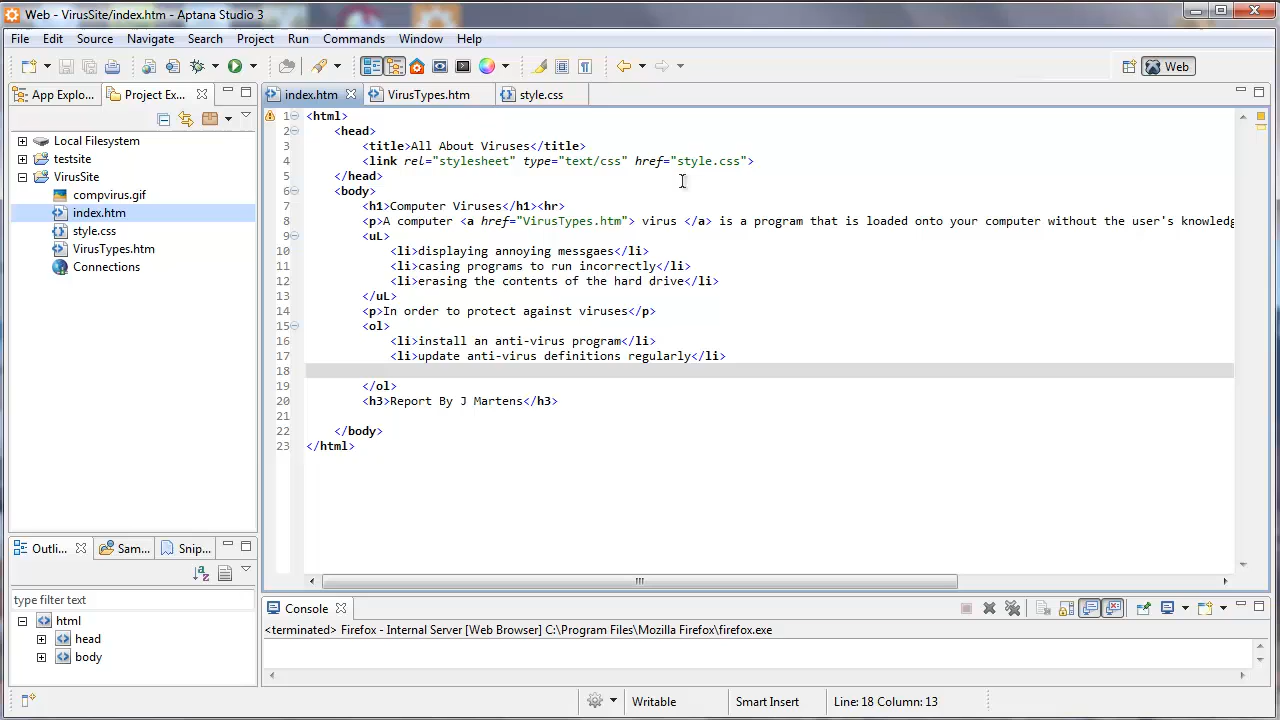 Web - VirusSite/index.htm - Aptana Studio 3
File Edit Source Navigate Search Project Run Commands Window Help
Web
App Explo... Project Ex...
index.htm VirusTypes.htm style.css
Local Filesystem
testsite
VirusSite
compvirus.gif
index.htm
style.css
VirusTypes.htm
Connections
1 <html>
2 <head>
3 <title>All About Viruses</title>
4 <link rel="stylesheet" type="text/css" href="style.css">
5 </head>
6 <body>
7 <h1>Computer Viruses</h1><hr>
8 <p>A computer <a href="VirusTypes.htm"> virus </a> is a program that is loaded onto your computer without the user's knowledg
9 <uL>
10 <li>displaying annoying messgaes</li>
11 <li>casing programs to run incorrectly</li>
12 <li>erasing the contents of the hard drive</li>
13 </uL>
14 <p>In order to protect against viruses</p>
15 <ol>
16 <li>install an anti-virus program</li>
17 <li>update anti-virus definitions regularly</li>
18
19 </ol>
20 <h3>Report By J Martens</h3>
21
22 </body>
23 </html>
Outli... Sam... Snip...
type filter text
html
head
body
Console
<terminated> Firefox - Internal Server [Web Browser] C:\Program Files\Mozilla Firefox\firefox.exe
Writable Smart Insert Line: 18 Column: 13